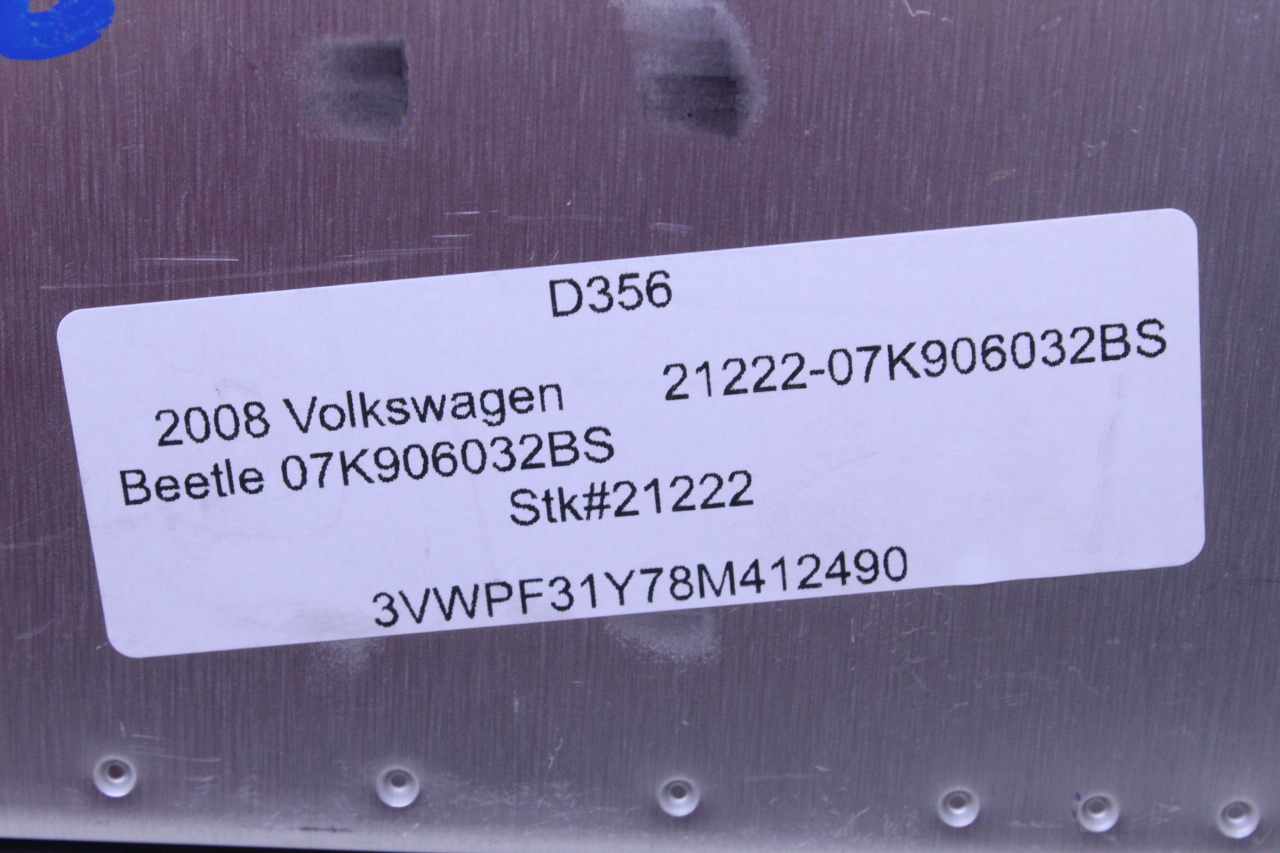 D356
2008 Volkswagen 21222-07K906032BS
Beetle 07K906032BS
Stk#21222
3VWPF31Y78M412490